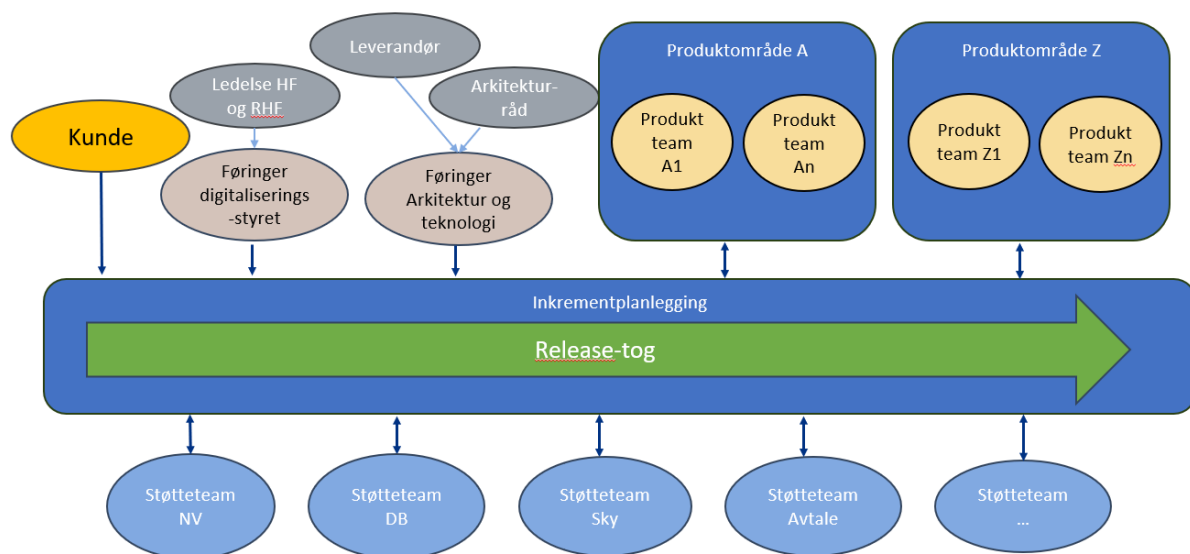 Kunde
Ledelse HF
og RHF
Føringer
digitaliserings
-styret
Leverandør
Arkitektur-
råd
Føringer
Arkitektur og
teknologi
Produktområde A
Produkt
team
A1
Produkt
team
An
Produktområde Z
Produkt
team Z1
Produkt
team Zn
Inkrementplanlegging
Release-tog
Støtteteam
NV
Støtteteam
DB
Støtteteam
Sky
Støtteteam
Avtale
Støtteteam
...